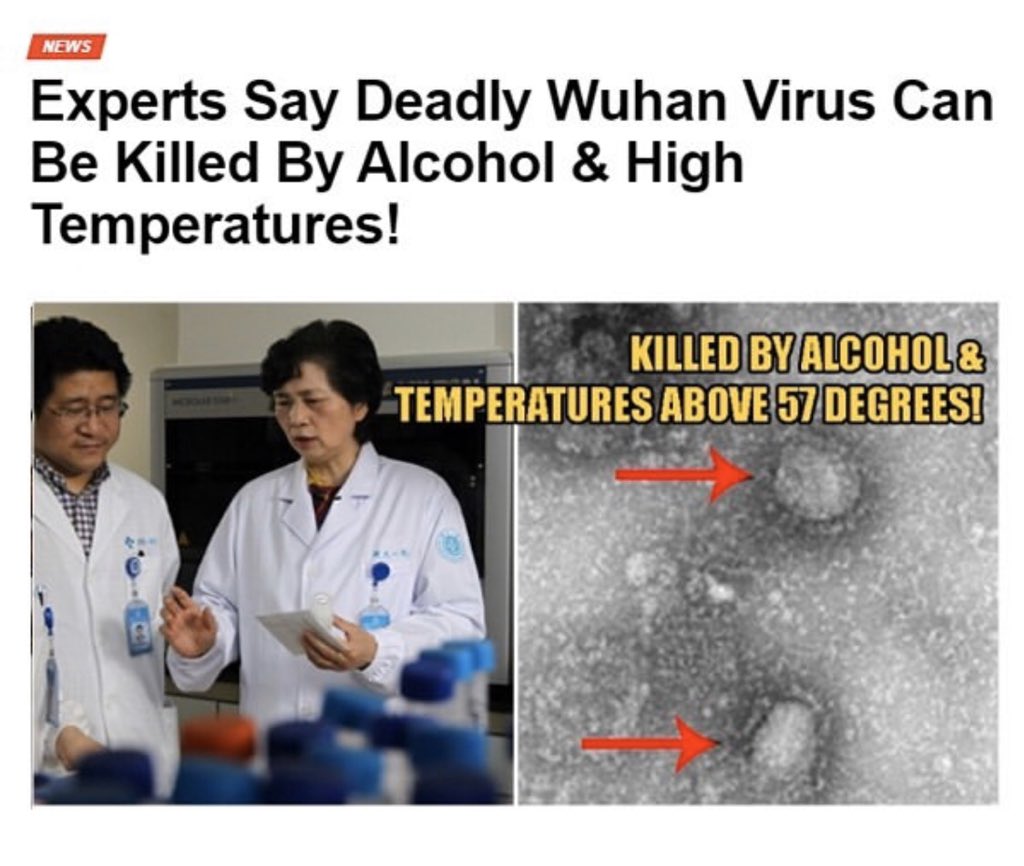 NEWS
Experts Say Deadly Wuhan Virus Can
Be Killed By Alcohol & High
Temperatures!
KILLED BY ALCOHOL &
TEMPERATURES ABOVE 57 DEGREES!